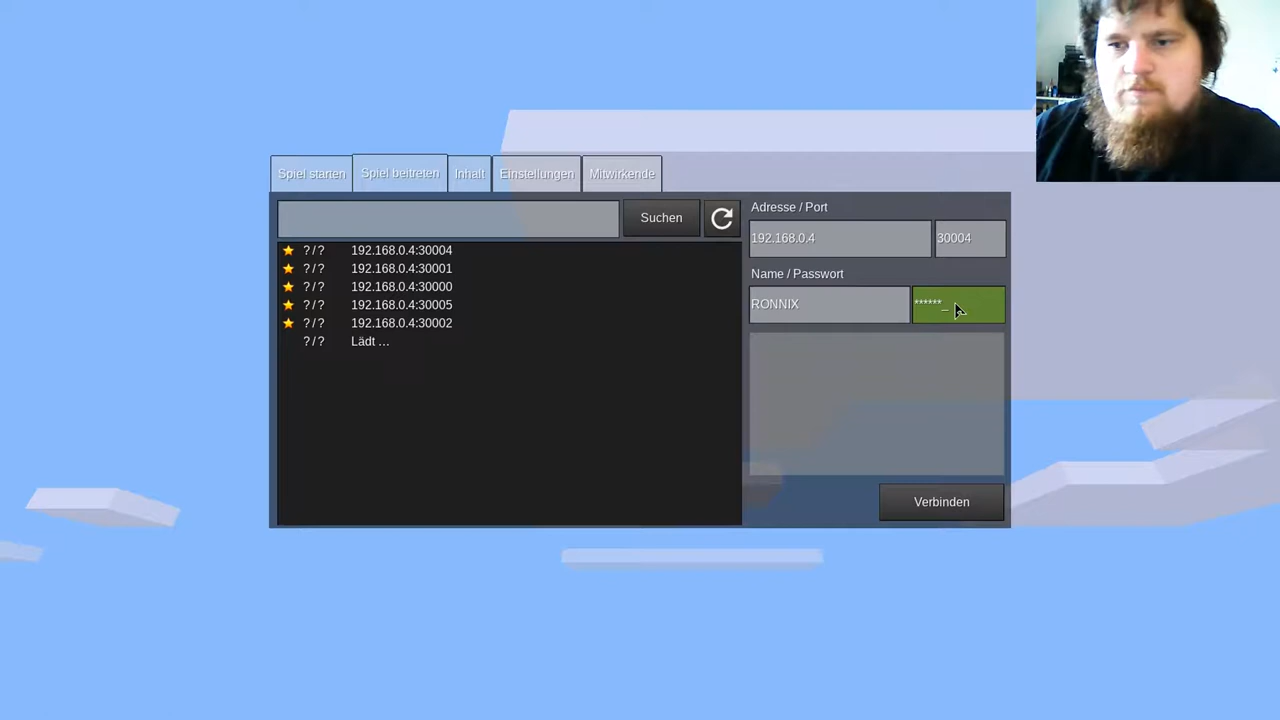 Spiel starten Spiel beitreten Inhalt Einstellungen Mitwirkende
Suchen
? / ? 192.168.0.4:30004
? / ? 192.168.0.4:30001
? / ? 192.168.0.4:30000
? / ? 192.168.0.4:30005
? / ? 192.168.0.4:30002
? / ? Lädt …
Adresse / Port
192.168.0.4 30004
Name / Passwort
RONNIX ******_
Verbinden